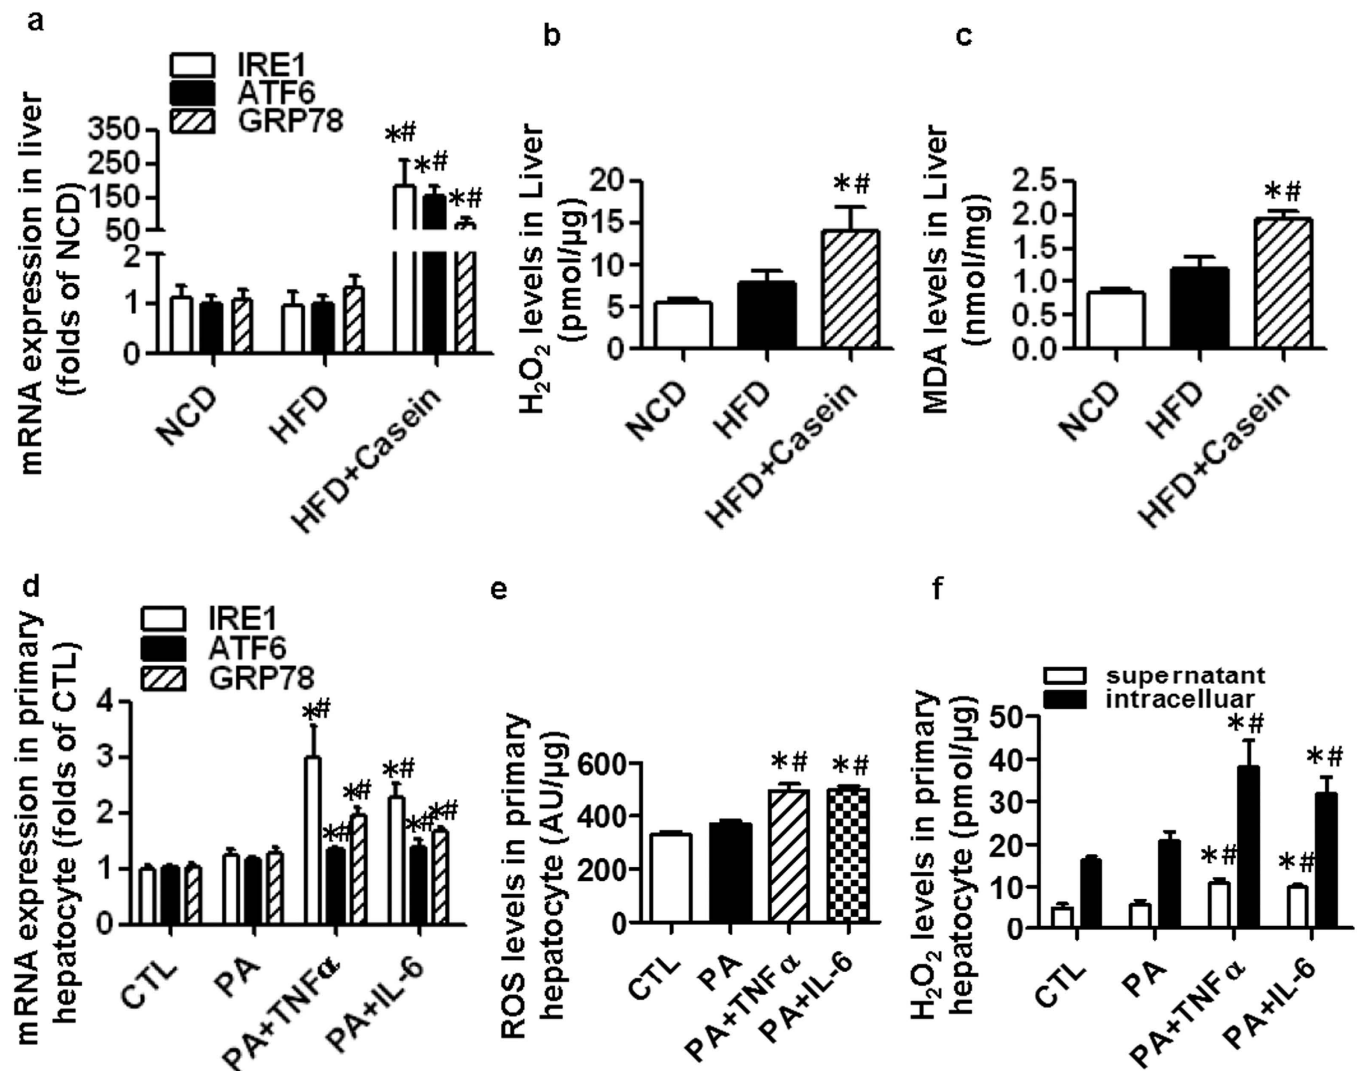 a
IRE1
ATF6
GRP78
mRNA expression in liver
(folds of NCD)
350
250
150
50
2
1
0
*#
*#
*#
NCD
HFD
HFD+Casein
b
H₂O₂ levels in Liver
(pmol/µg)
20
15
10
5
0
*#
NCD
HFD
HFD+Casein
c
MDA levels in Liver
(nmol/mg)
2.5
2.0
1.5
1.0
0.5
0.0
*#
NCD
HFD
HFD+Casein
d
IRE1
ATF6
GRP78
mRNA expression in primary
hepatocyte (folds of CTL)
4
3
2
1
0
*#
*#
*#
*#
*#
*#
CTL
PA
PA+TNFα
PA+IL-6
e
ROS levels in primary
hepatocyte (AU/µg)
600
400
200
0
*#
*#
CTL
PA
PA+TNFα
PA+IL-6
f
supernatant
intracelluar
H₂O₂ levels in primary
hepatocyte (pmol/µg)
50
40
30
20
10
0
*#
*#
*#
*#
CTL
PA
PA+TNFα
PA+IL-6